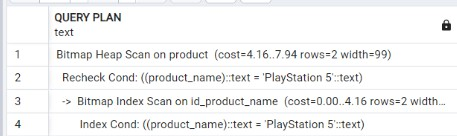 QUERY PLAN
text
1 Bitmap Heap Scan on product (cost=4.16..7.94 rows=2 width=99)
2 Recheck Cond: ((product_name)::text = 'PlayStation 5'::text)
3 -> Bitmap Index Scan on id_product_name (cost=0.00..4.16 rows=2 width...
4 Index Cond: ((product_name)::text = 'PlayStation 5'::text)